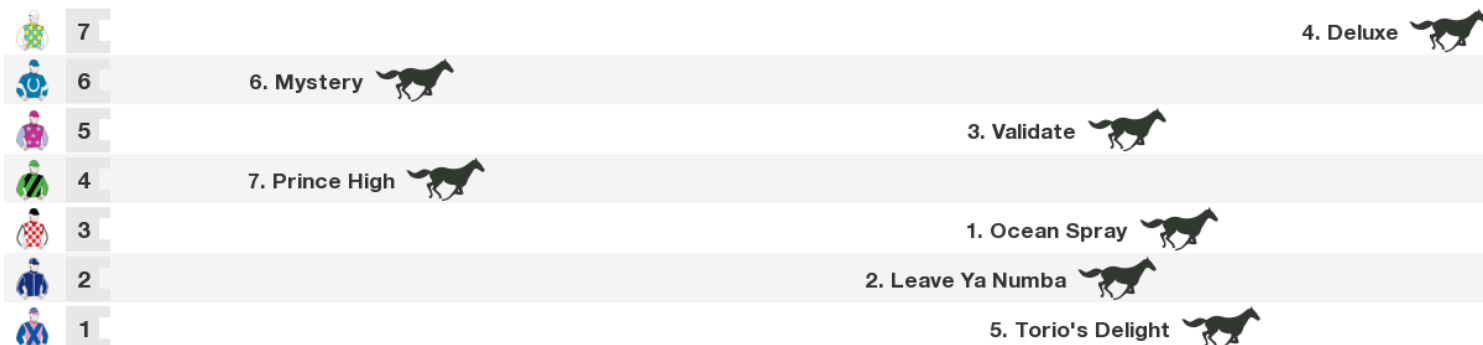 7 4. Deluxe
6 6. Mystery
5 3. Validate
4 7. Prince High
3 1. Ocean Spray
2 2. Leave Ya Numba
1 5. Torio's Delight